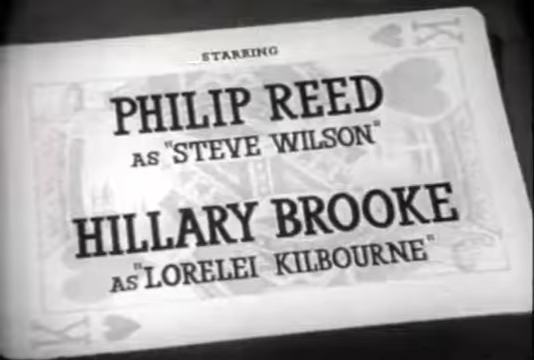 K
STARRING
PHILIP REED
AS "STEVE WILSON"
HILLARY BROOKE
AS "LORELEI KILBOURNE"
K